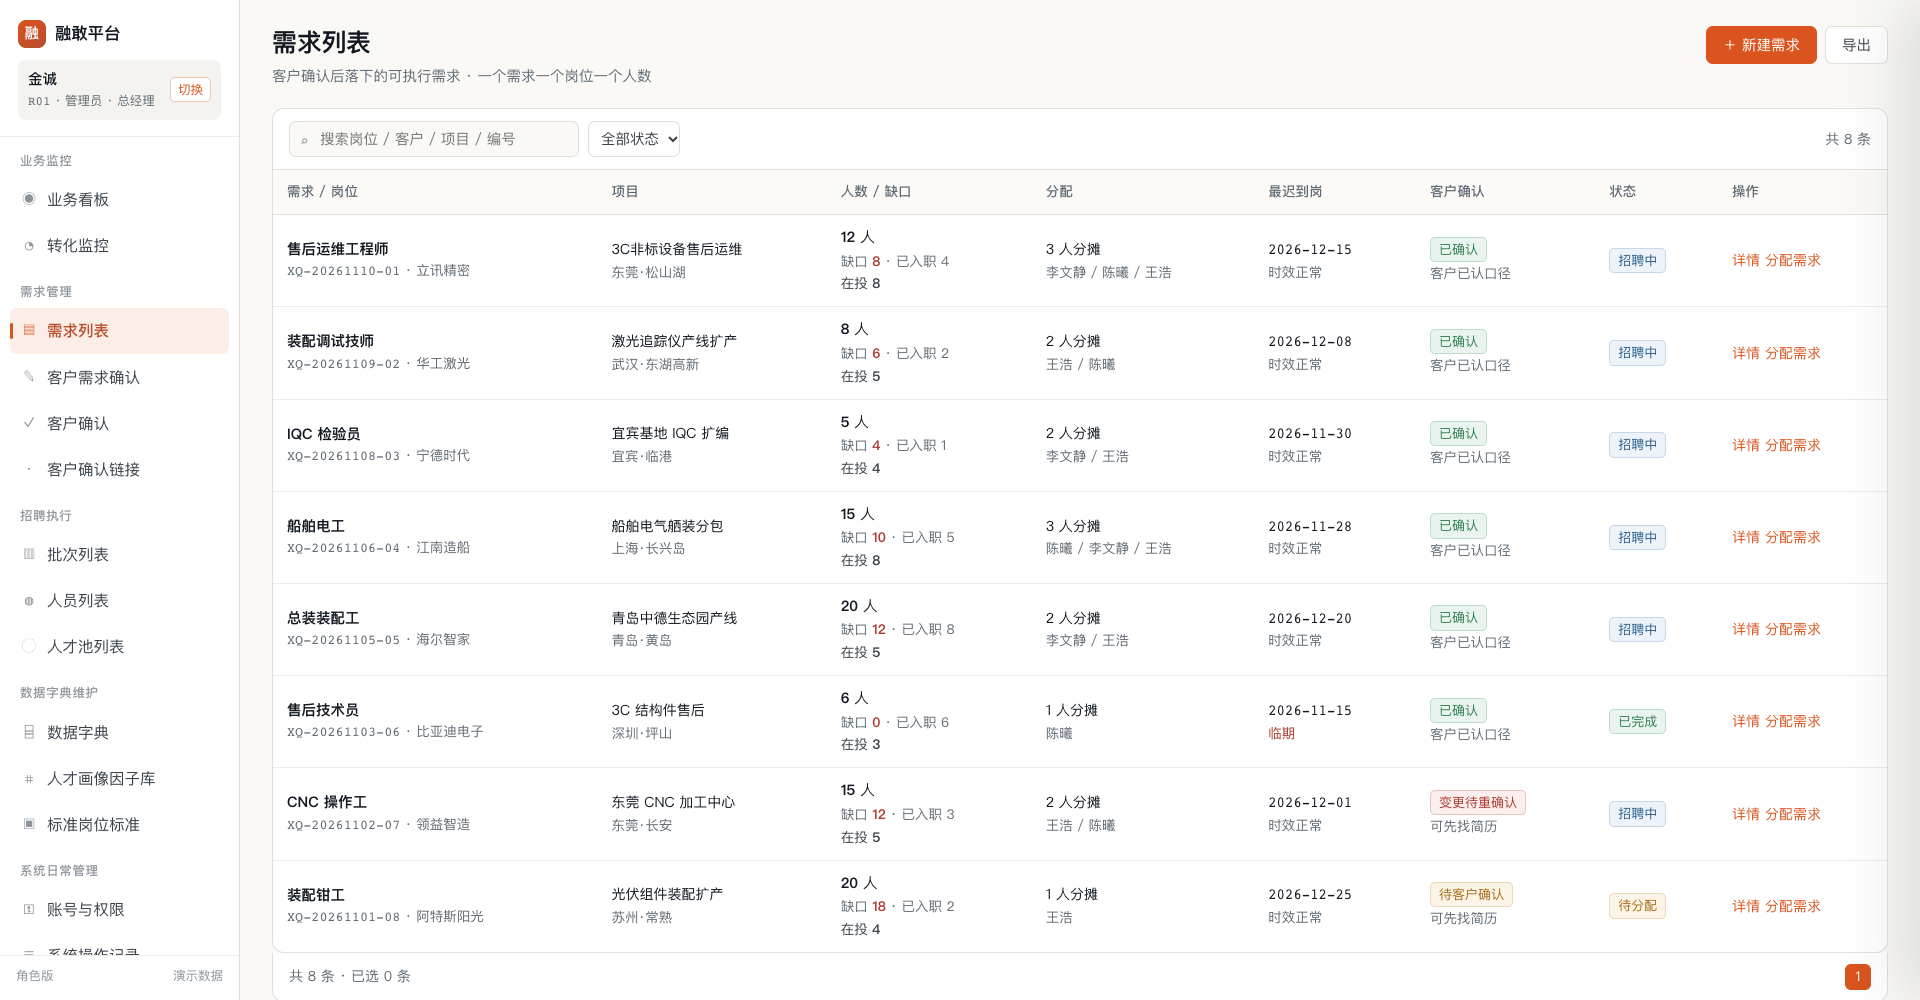 融 融敢平台
金诚
R01 · 管理员 · 总经理
切换
业务监控
业务看板
转化监控
需求管理
需求列表
客户需求确认
客户确认
客户确认链接
招聘执行
批次列表
人员列表
人才池列表
数据字典维护
数据字典
人才画像因子库
标准岗位标准
系统日常管理
账号与权限
系统操作记录
角色版 演示数据
需求列表
客户确认后落下的可执行需求 · 一个需求一个岗位一个人数
+ 新建需求 导出
搜索岗位 / 客户 / 项目 / 编号 全部状态 共 8 条
需求 / 岗位 项目 人数 / 缺口 分配 最迟到岗 客户确认 状态 操作
售后运维工程师
XQ-20261110-01 · 立讯精密
3C非标设备售后运维
东莞·松山湖
12 人
缺口 8 · 已入职 4
在投 8
3 人分摊
李文静 / 陈曦 / 王浩
2026-12-15
时效正常
已确认
客户已认口径
招聘中
详情 分配需求
装配调试技师
XQ-20261109-02 · 华工激光
激光追踪仪产线扩产
武汉·东湖高新
8 人
缺口 6 · 已入职 2
在投 5
2 人分摊
王浩 / 陈曦
2026-12-08
时效正常
已确认
客户已认口径
招聘中
详情 分配需求
IQC 检验员
XQ-20261108-03 · 宁德时代
宜宾基地 IQC 扩编
宜宾·临港
5 人
缺口 4 · 已入职 1
在投 4
2 人分摊
李文静 / 王浩
2026-11-30
时效正常
已确认
客户已认口径
招聘中
详情 分配需求
船舶电工
XQ-20261106-04 · 江南造船
船舶电气舾装分包
上海·长兴岛
15 人
缺口 10 · 已入职 5
在投 8
3 人分摊
陈曦 / 李文静 / 王浩
2026-11-28
时效正常
已确认
客户已认口径
招聘中
详情 分配需求
总装装配工
XQ-20261105-05 · 海尔智家
青岛中德生态园产线
青岛·黄岛
20 人
缺口 12 · 已入职 8
在投 5
2 人分摊
李文静 / 王浩
2026-12-20
时效正常
已确认
客户已认口径
招聘中
详情 分配需求
售后技术员
XQ-20261103-06 · 比亚迪电子
3C 结构件售后
深圳·坪山
6 人
缺口 0 · 已入职 6
在投 3
1 人分摊
陈曦
2026-11-15
临期
已确认
客户已认口径
已完成
详情 分配需求
CNC 操作工
XQ-20261102-07 · 领益智造
东莞 CNC 加工中心
东莞·长安
15 人
缺口 12 · 已入职 3
在投 5
2 人分摊
王浩 / 陈曦
2026-12-01
时效正常
变更待重确认
可先找简历
招聘中
详情 分配需求
装配钳工
XQ-20261101-08 · 阿特斯阳光
光伏组件装配扩产
苏州·常熟
20 人
缺口 18 · 已入职 2
在投 4
1 人分摊
王浩
2026-12-25
时效正常
待客户确认
可先找简历
待分配
详情 分配需求
共 8 条 · 已选 0 条 1